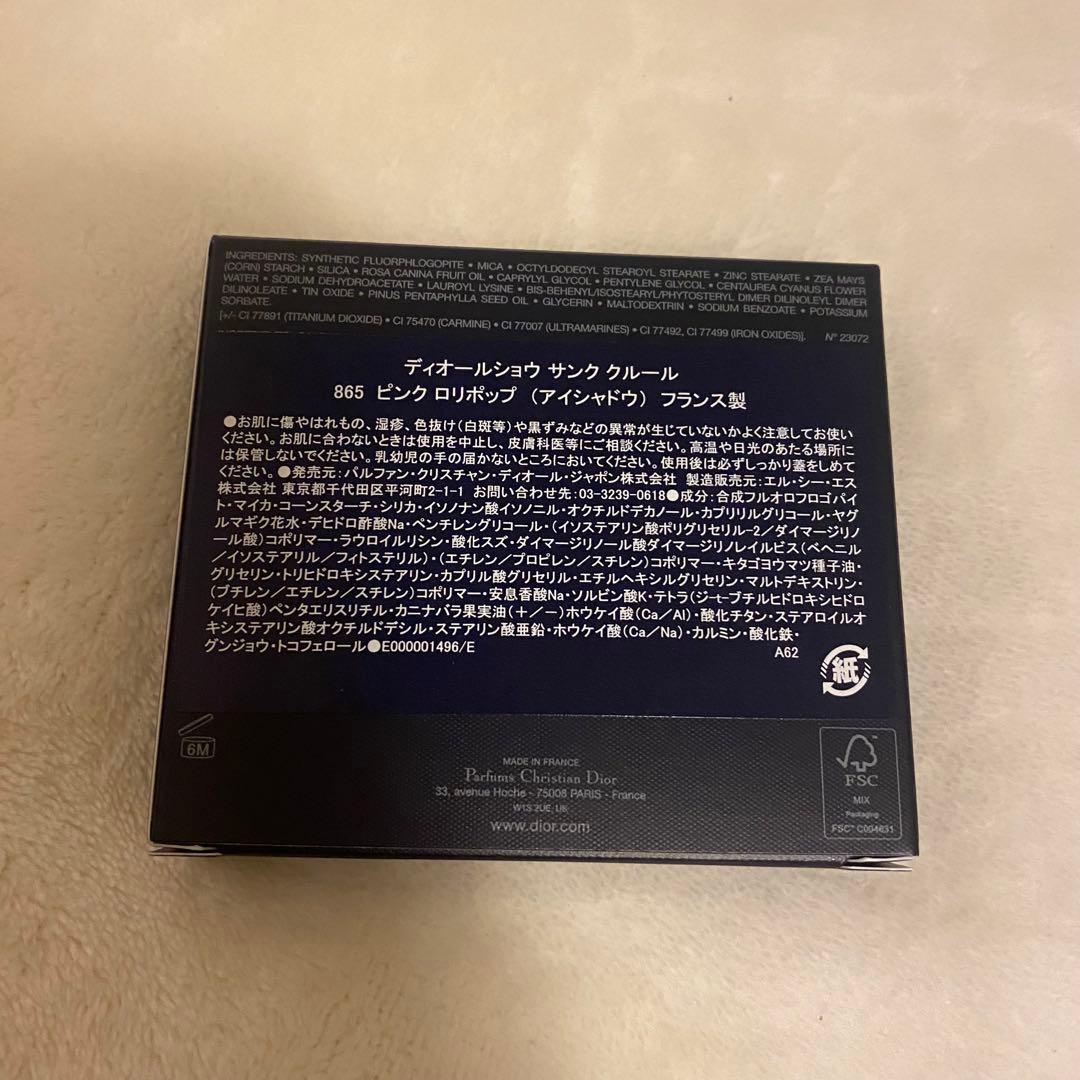 INGREDIENTS: SYNTHETIC FLUORPHLOGOPITE • MICA • OCTYLDODECYL STEAROYL STEARATE • ZINC STEARATE • ZEA MAYS
(CORN) STARCH • SILICA • ROSA CANINA FRUIT OIL • CAPRYLYL GLYCOL • PENTYLENE GLYCOL • CENTAUREA CYANUS FLOWER
WATER • SODIUM DEHYDROACETATE • LAUROYL LYSINE • BIS-BEHENYL/ISOSTEARYL/PHYTOSTERYL DIMER DILINOLEYL DIMER
DILINOLEATE • TIN OXIDE • PINUS PENTAPHYLLA SEED OIL • GLYCERIN • MALTODEXTRIN • SODIUM BENZOATE • POTASSIUM
SORBATE.
[+/- CI 77891 (TITANIUM DIOXIDE) • CI 75470 (CARMINE) • CI 77007 (ULTRAMARINES) • CI 77492, CI 77499 (IRON OXIDES)]. N° 23072
ディオールショウ サンク クルール
865 ピンク ロリポップ (アイシャドウ) フランス製
●お肌に傷やはれもの、湿疹、色抜け(白斑等)や黒ずみなどの異常が生じていないかよく注意してお使い
ください。お肌に合わないときは使用を中止し、皮膚科医等にご相談ください。高温や日光のあたる場所に
は保管しないでください。乳幼児の手の届かないところにおいてください。使用後は必ずしっかり蓋をしめて
ください。●発売元:パルファン・クリスチャン・ディオール・ジャポン株式会社 製造販売元:エル・シー・エス
株式会社 東京都千代田区平河町2-1-1 お問い合わせ先:03-3239-0618●成分:合成フルオロフロゴパイ
ト・マイカ・コーンスターチ・シリカ・イソノナン酸イソノニル・オクチルドデカノール・カプリリルグリコール・ヤグ
ルマギク花水・デヒドロ酢酸Na・ペンチレングリコール・(イソステアリン酸ポリグリセリル-2/ダイマージリノ
ール酸)コポリマー・ラウロイルリシン・酸化スズ・ダイマージリノール酸ダイマージリノレイルビス(ベヘニル
/イソステアリル/フィトステリル)・(エチレン/プロピレン/スチレン)コポリマー・キタゴヨウマツ種子油・
グリセリン・トリヒドロキシステアリン・カプリル酸グリセリル・エチルヘキシルグリセリン・マルトデキストリン・
(ブチレン/エチレン/スチレン)コポリマー・安息香酸Na・ソルビン酸K・テトラ(ジ-t-ブチルヒドロキシヒドロ
ケイヒ酸)ペンタエリスリチル・カニナバラ果実油(+/-)ホウケイ酸(Ca/Al)・酸化チタン・ステアロイルオ
キシステアリン酸オクチルドデシル・ステアリン酸亜鉛・ホウケイ酸(Ca/Na)・カルミン・酸化鉄・
グンジョウ・トコフェロール●E000001496/E A62
紙
6M
MADE IN FRANCE
Parfums Christian Dior
33, avenue Hoche - 75008 PARIS - France
W1S 2UE, UK
www.dior.com
FSC
MIX
Packaging
FSC™ C004631